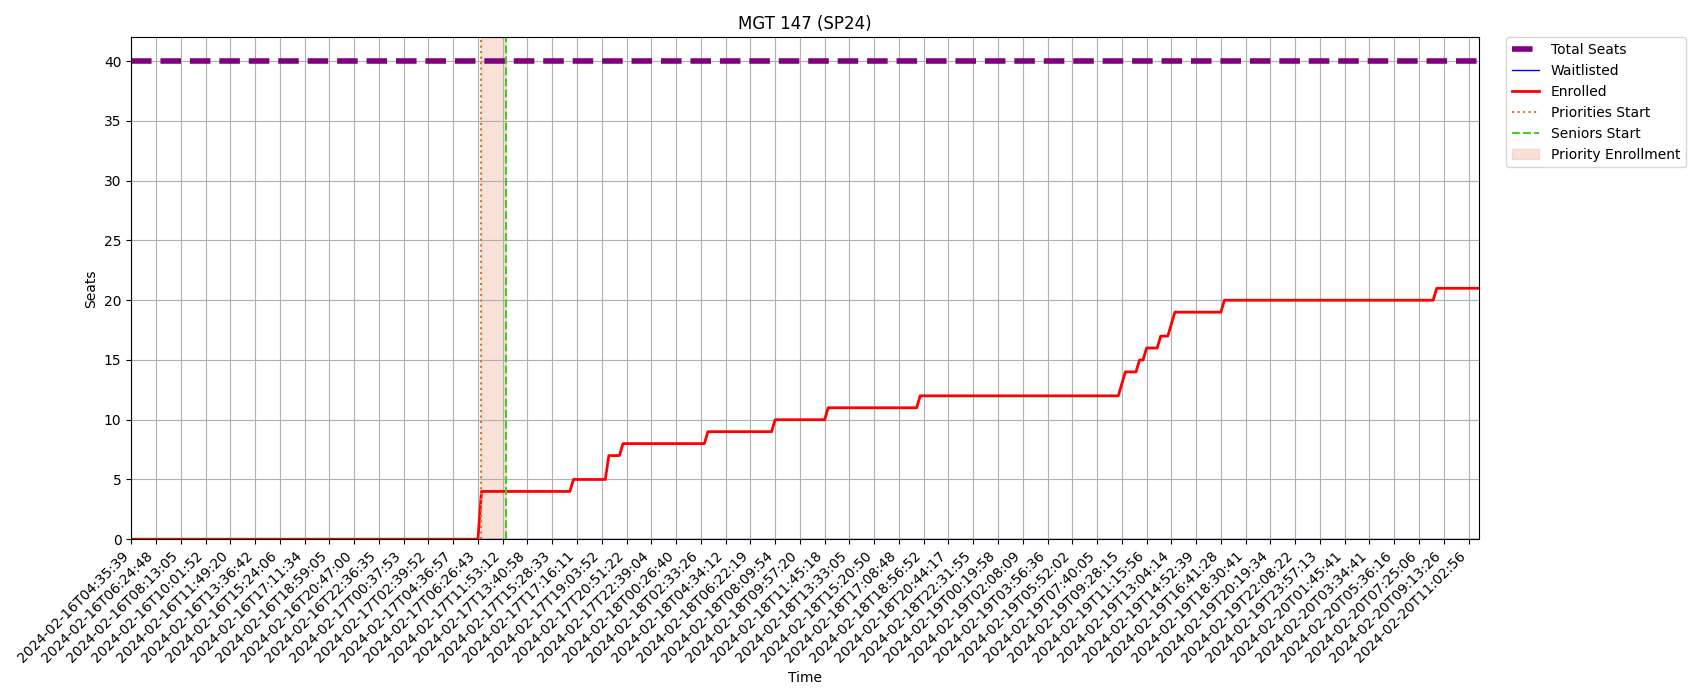 MGT 147 (SP24)
40
35
30
25
20
15
10
5
0
Seats
2024-02-16T04:35:39
2024-02-16T06:24:48
2024-02-16T08:13:05
2024-02-16T10:01:52
2024-02-16T11:49:20
2024-02-16T13:36:42
2024-02-16T15:24:06
2024-02-16T17:11:34
2024-02-16T18:59:05
2024-02-16T20:47:00
2024-02-16T22:36:35
2024-02-17T00:37:53
2024-02-17T02:39:52
2024-02-17T04:36:57
2024-02-17T06:26:43
2024-02-17T11:53:12
2024-02-17T13:40:58
2024-02-17T15:28:33
2024-02-17T17:16:11
2024-02-17T19:03:52
2024-02-17T20:51:22
2024-02-17T22:39:04
2024-02-18T00:26:40
2024-02-18T02:33:26
2024-02-18T04:34:12
2024-02-18T06:22:19
2024-02-18T08:09:54
2024-02-18T09:57:20
2024-02-18T11:45:18
2024-02-18T13:33:05
2024-02-18T15:20:50
2024-02-18T17:08:48
2024-02-18T18:56:52
2024-02-18T20:44:17
2024-02-18T22:31:55
2024-02-19T00:19:58
2024-02-19T02:08:09
2024-02-19T03:56:36
2024-02-19T05:52:02
2024-02-19T07:40:05
2024-02-19T09:28:15
2024-02-19T11:15:56
2024-02-19T13:04:14
2024-02-19T14:52:39
2024-02-19T16:41:28
2024-02-19T18:30:41
2024-02-19T20:19:34
2024-02-19T22:08:22
2024-02-19T23:57:13
2024-02-20T01:45:41
2024-02-20T03:34:41
2024-02-20T05:36:16
2024-02-20T07:25:06
2024-02-20T09:13:26
2024-02-20T11:02:56
Time
Total Seats
Waitlisted
Enrolled
Priorities Start
Seniors Start
Priority Enrollment